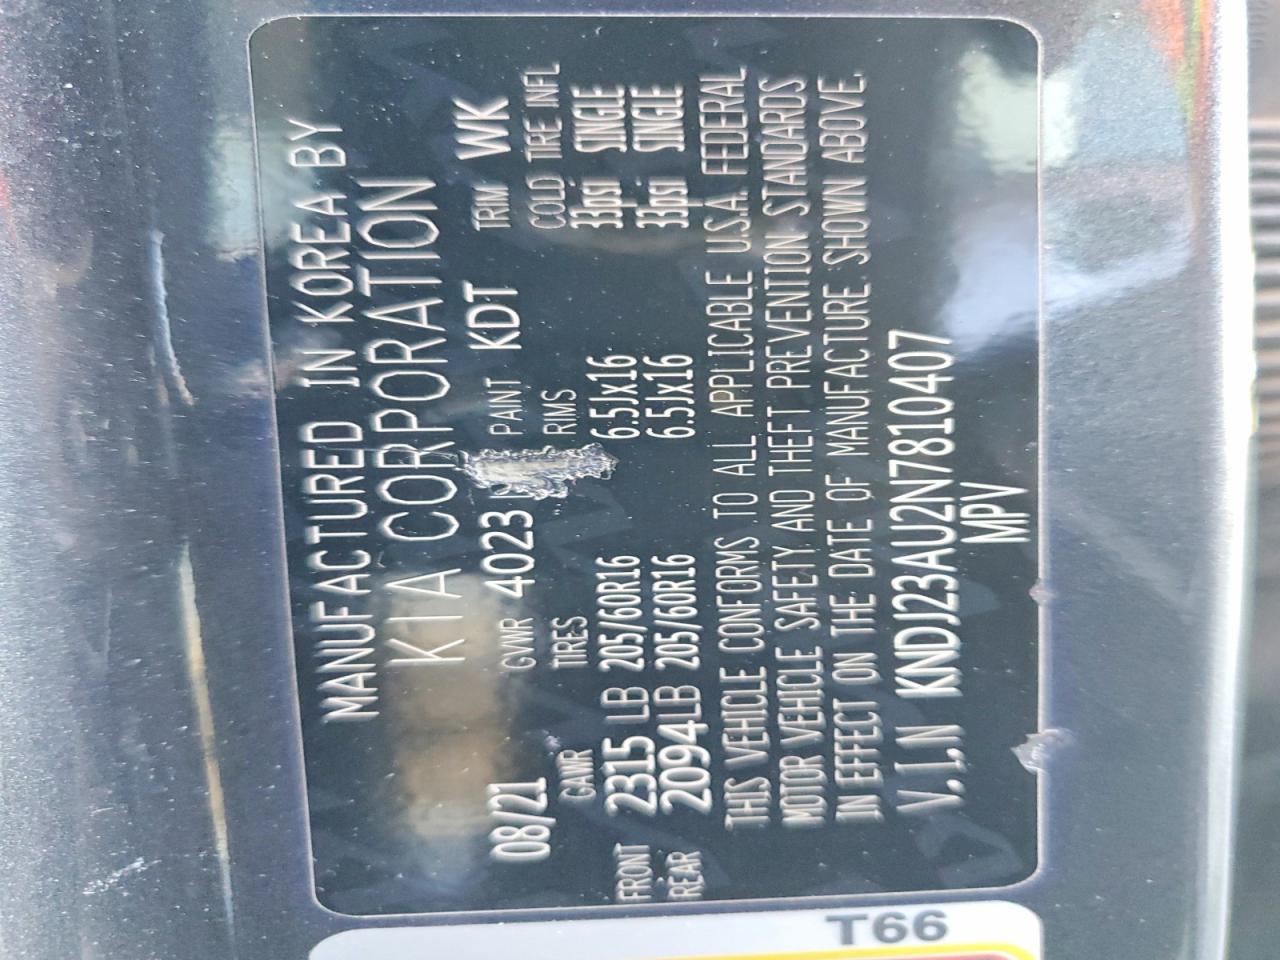 MANUFACTURED IN KOREA BY
KIA CORPORATION
08/21 GVWR 4023 PAINT KDT TRIM WK
GAWR TIRES RIMS COLD TIRE INFL
FRONT 2315 LB 205/60R16 6.5Jx16 33psi SINGLE
REAR 2094LB 205/60R16 6.5Jx16 33psi SINGLE
THIS VEHICLE CONFORMS TO ALL APPLICABLE U.S.A. FEDERAL
MOTOR VEHICLE SAFETY AND THEFT PREVENTION STANDARDS
IN EFFECT ON THE DATE OF MANUFACTURE SHOWN ABOVE.
V.I.N KNDJ23AU2N7810407
MPV
T66